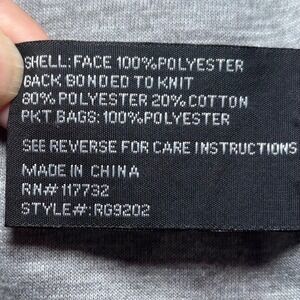 SHELL: FACE 100%POLYESTER
BACK BONDED TO KNIT
80% POLYESTER 20% COTTON
PKT BAGS: 100%POLYESTER
SEE REVERSE FOR CARE INSTRUCTIONS
MADE IN CHINA
RN# 117732
STYLE#: RG9202